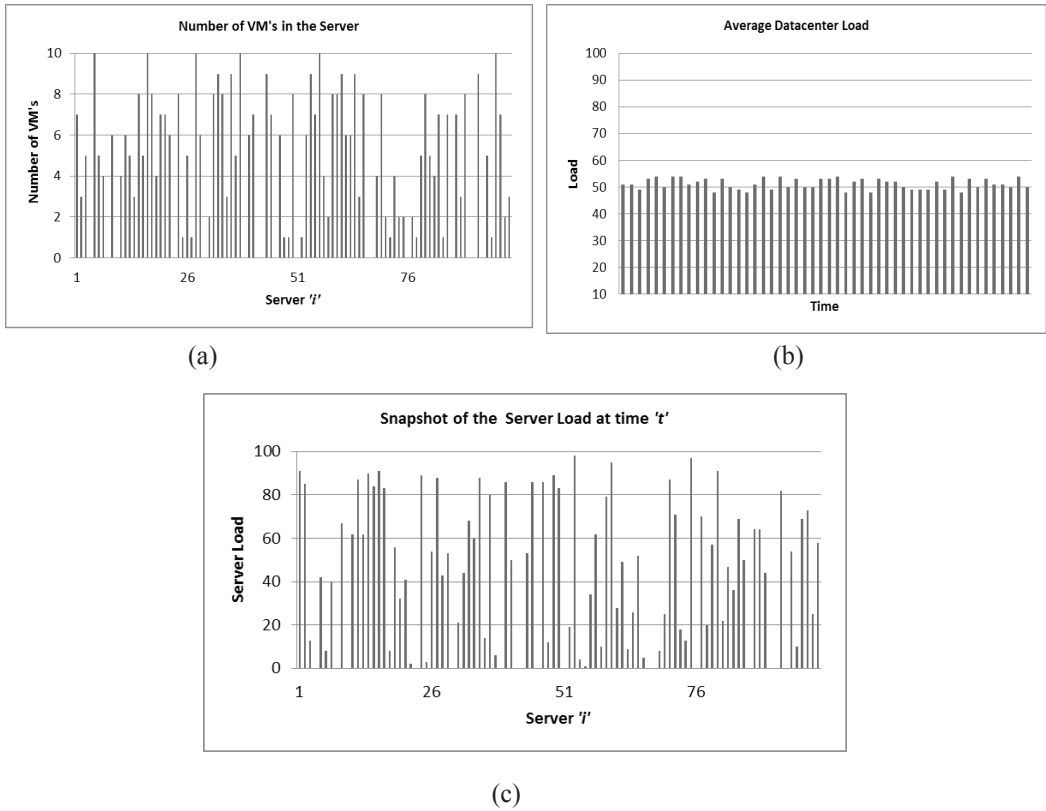 Number of VM's in the Server
Number of VM's
10
8
6
4
2
0
1 26 51 76
Server 'i'
(a)
Average Datacenter Load
Load
100
90
80
70
60
50
40
30
20
10
Time
(b)
Snapshot of the Server Load at time 't'
Server Load
100
80
60
40
20
0
1 26 51 76
Server 'i'
(c)